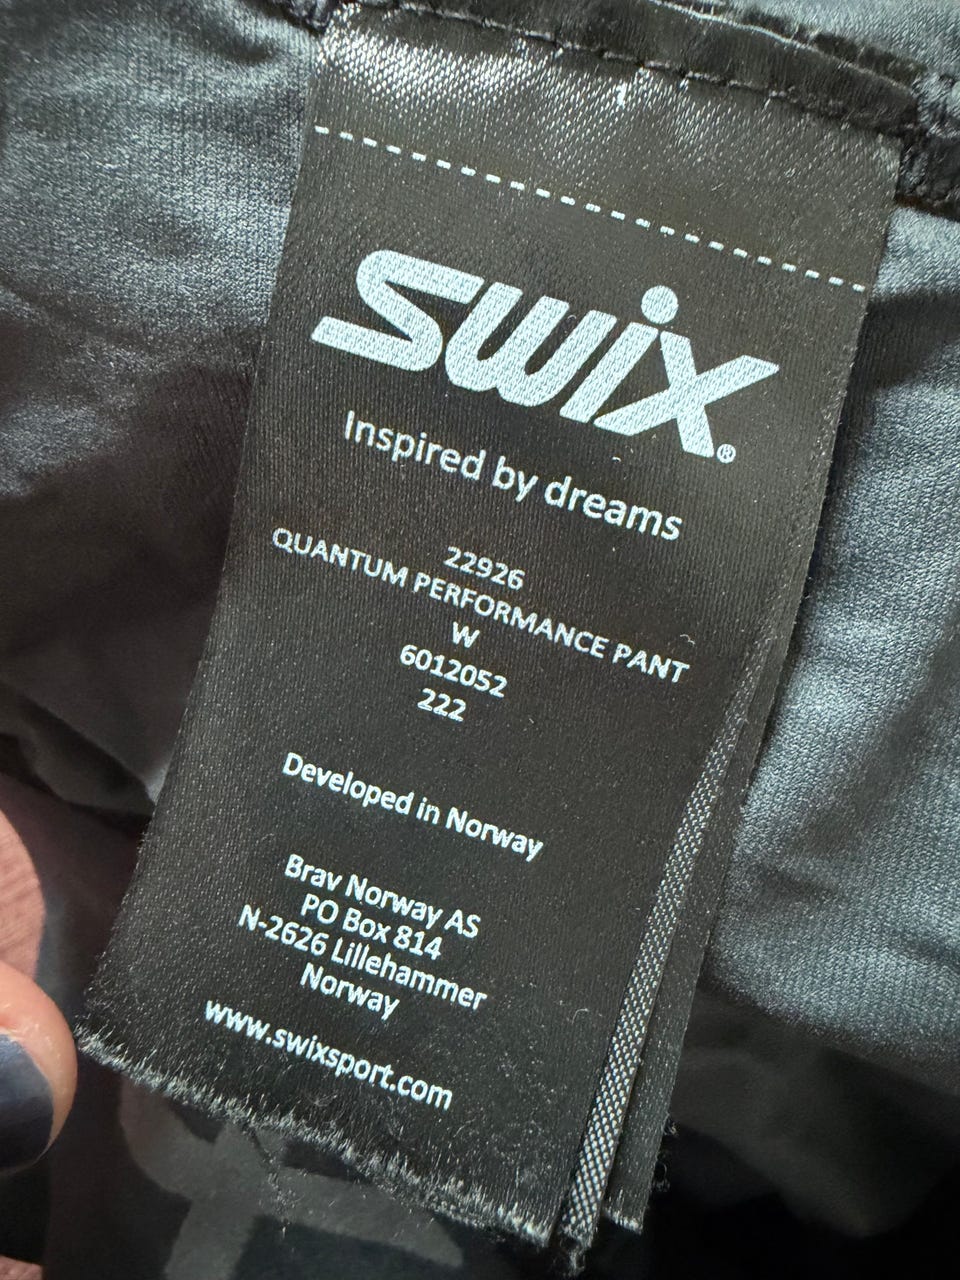 SWIX®
Inspired by dreams
22926
QUANTUM PERFORMANCE PANT
W
6012052
222
Developed in Norway
Brav Norway AS
PO Box 814
N-2626 Lillehammer
Norway
www.swixsport.com